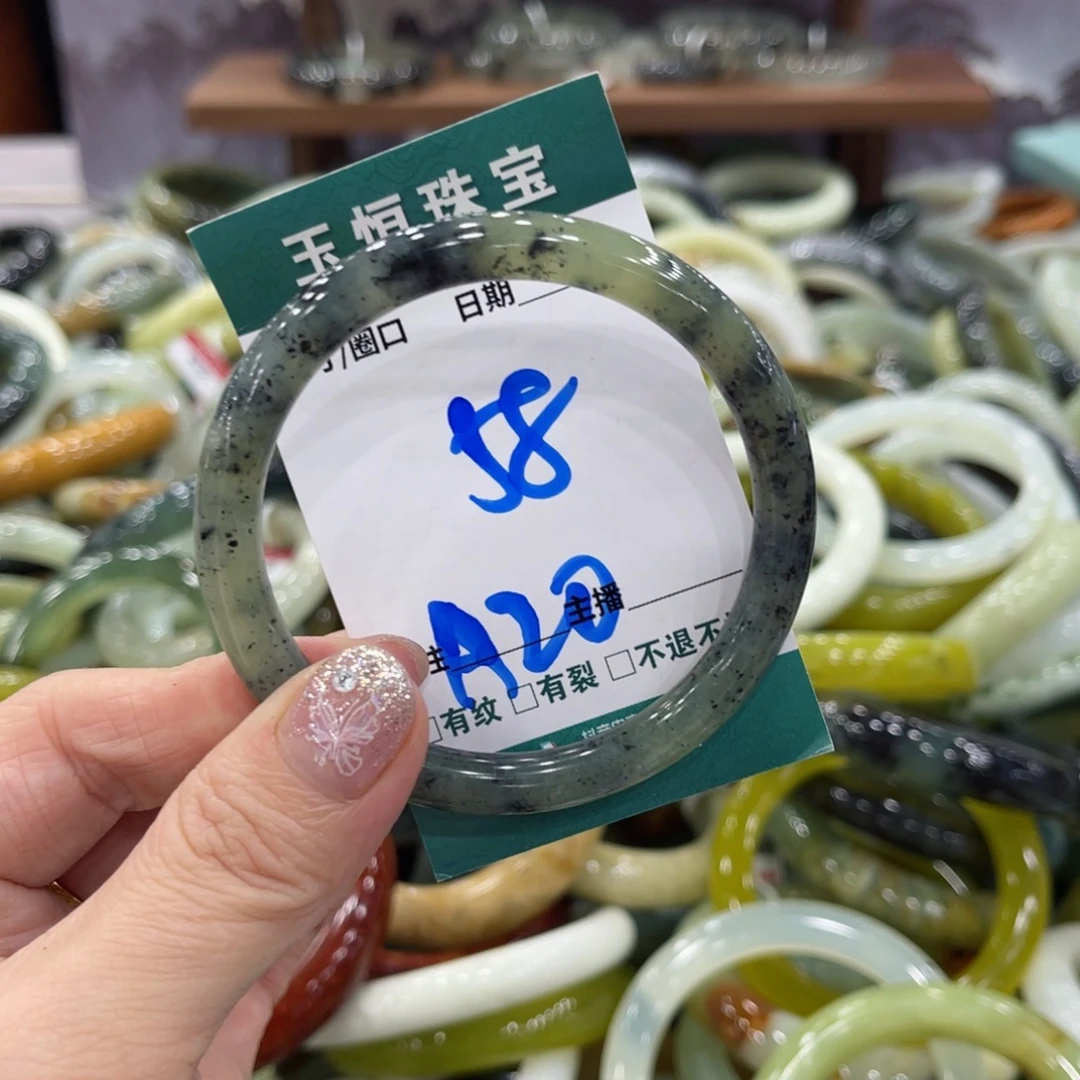 玉恒珠宝
/圈口 日期
58
A20
主播
□有纹 □有裂 □不退不